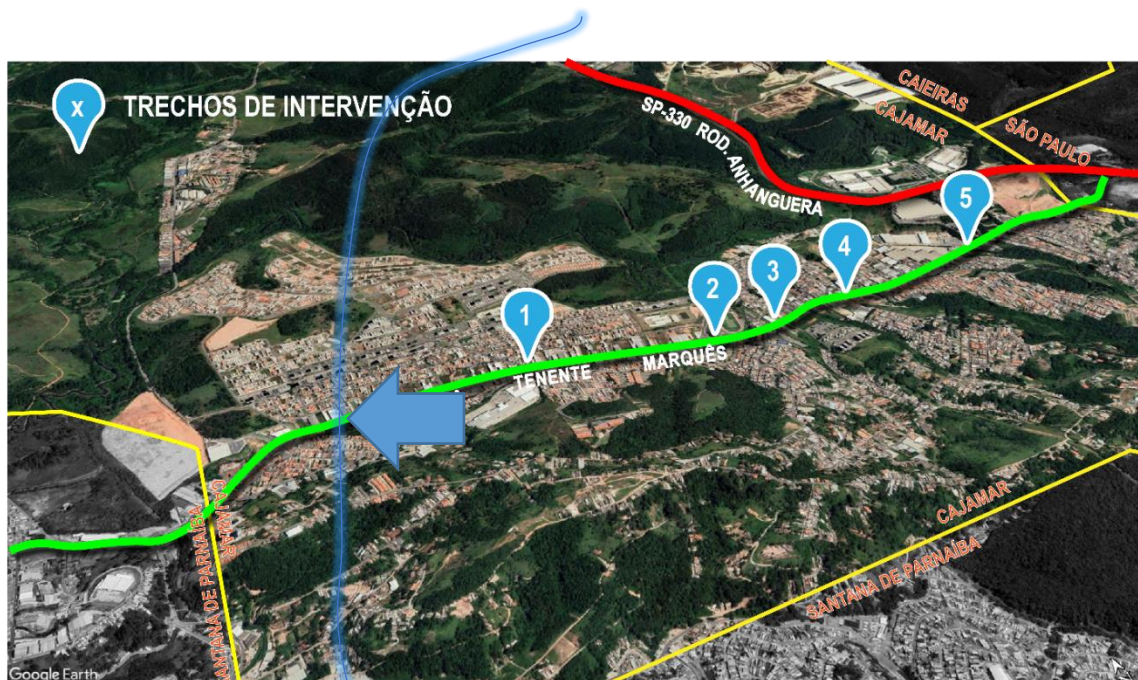 X TRECHOS DE INTERVENÇÃO
CAIEIRAS
CAJAMAR
SÃO PAULO
SP-330 ROD. ANHANGUERA
5
4
3
2
1
TENENTE MARQUÊS
CAJAMAR
SANTANA DE PARNAÍBA
CAJAMAR
SANTANA DE PARNAÍBA
Google Earth